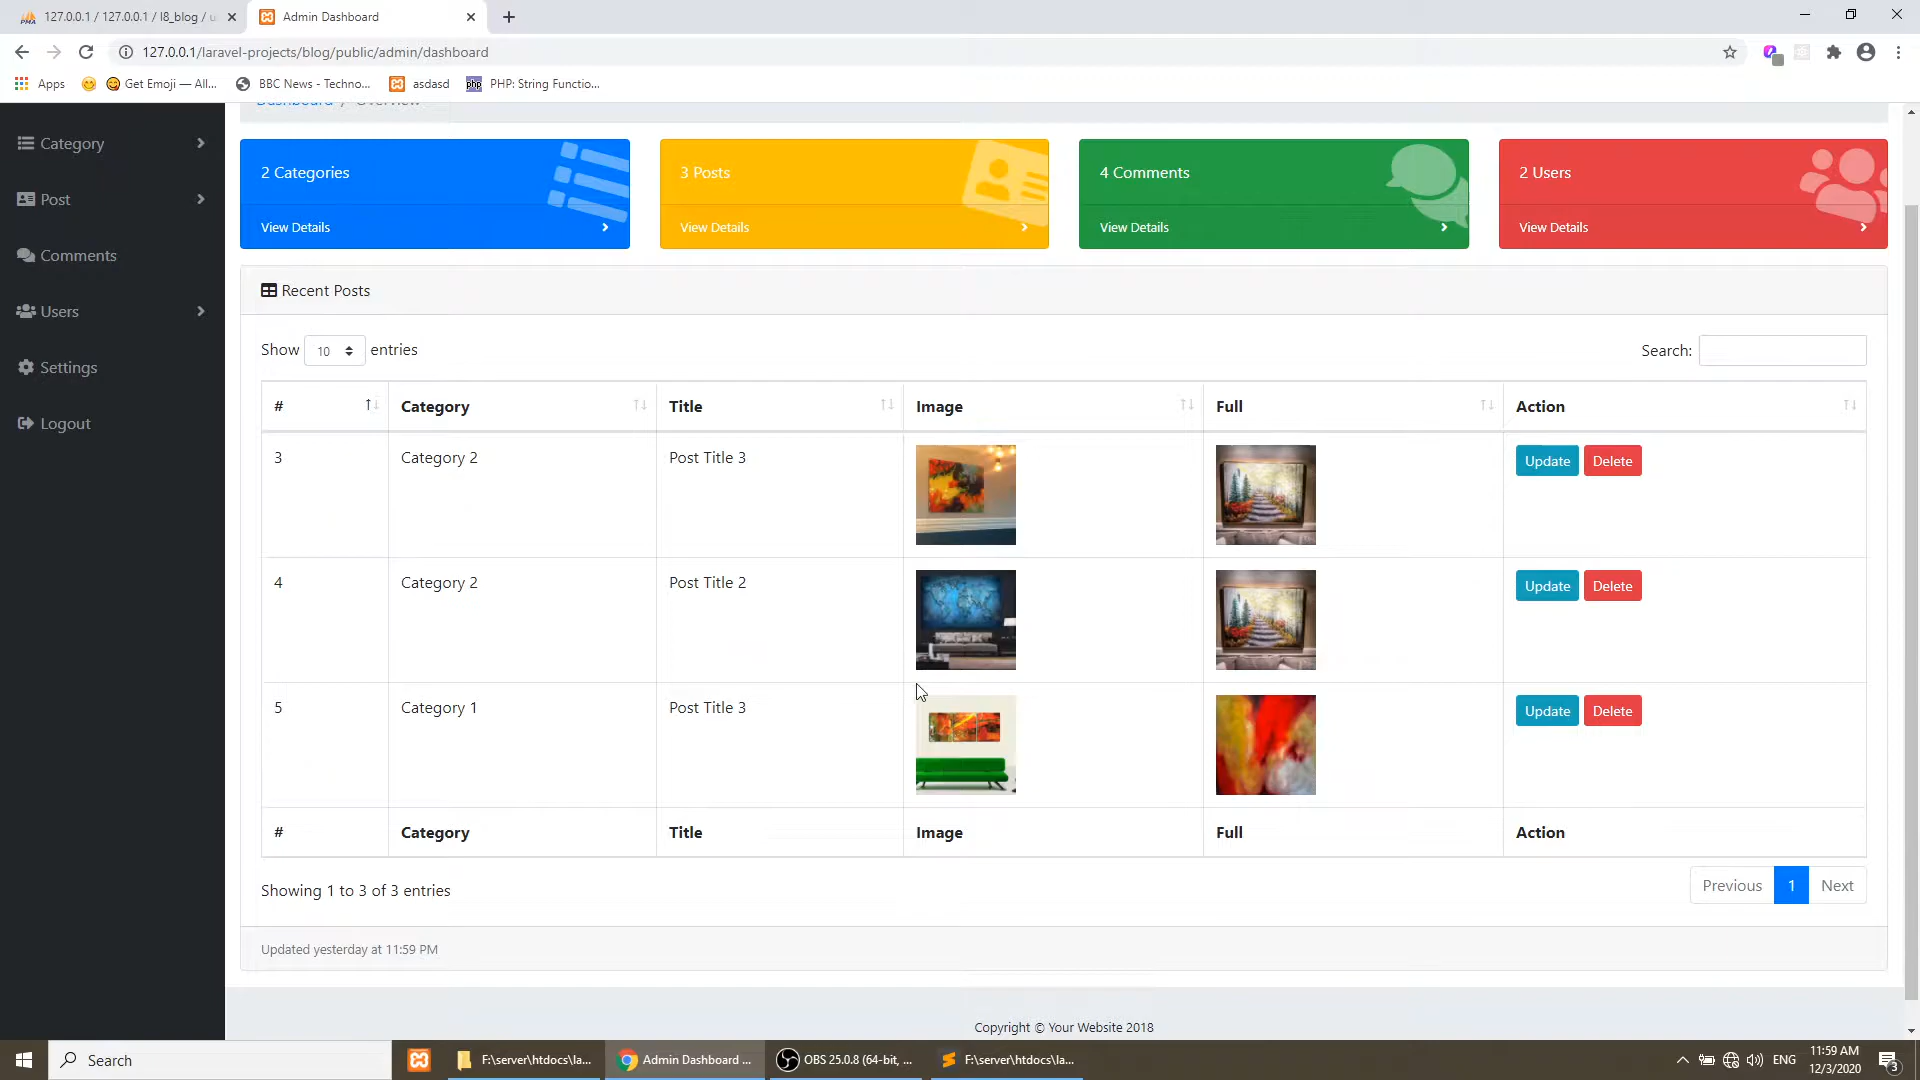 127.0.0.1 / 127.0.0.1 / l8_blog / u
Admin Dashboard
127.0.0.1/laravel-projects/blog/public/admin/dashboard
Apps
Get Emoji — All...
BBC News - Techno...
asdasd
php
PHP: String Functio...
Dashboard / Overview
Category
Post
Comments
Users
Settings
Logout
2 Categories
3 Posts
4 Comments
2 Users
View Details
View Details
View Details
View Details
Recent Posts
Show 10 entries
Search:
# Category Title Image Full Action
3 Category 2 Post Title 3 Update Delete
4 Category 2 Post Title 2 Update Delete
5 Category 1 Post Title 3 Update Delete
# Category Title Image Full Action
Showing 1 to 3 of 3 entries
Previous 1 Next
Updated yesterday at 11:59 PM
Copyright © Your Website 2018
Search
F:\server\htdocs\la...
Admin Dashboard ...
OBS 25.0.8 (64-bit, ...
F:\server\htdocs\la...
ENG
11:59 AM
12/3/2020
3